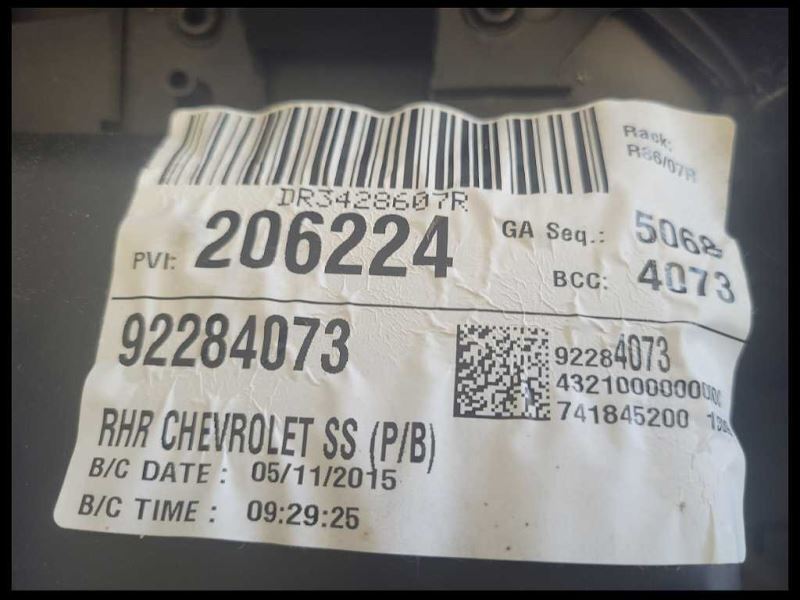 Rack:
R86/07R
DR3428607R
PVI: 206224
GA Seq.: 5068
BCC: 4073
92284073
92284073
741845200
RHR CHEVROLET SS (P/B)
B/C DATE : 05/11/2015
B/C TIME : 09:29:25